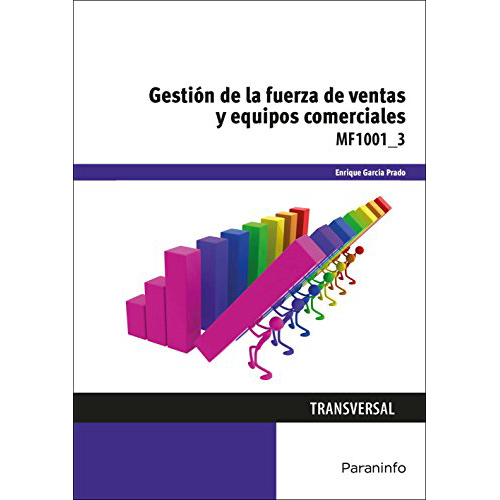 Gestión de la fuerza de ventas
y equipos comerciales
MF1001_3
Enrique García Prado
TRANSVERSAL
Paraninfo